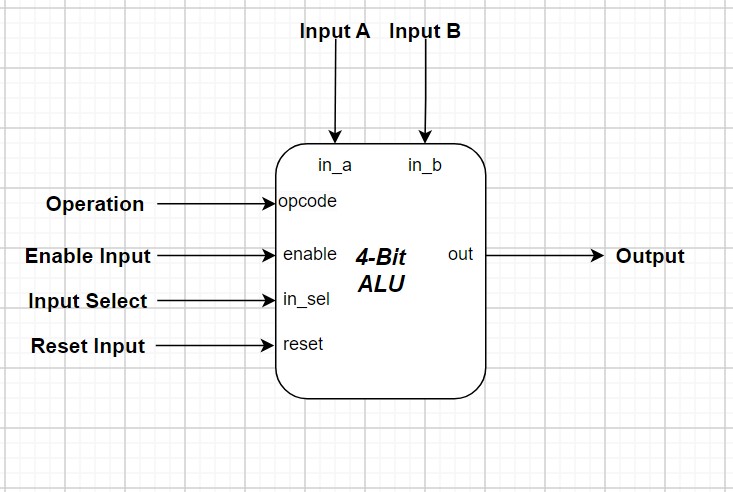 Input A Input B
in_a in_b
Operation opcode
Enable Input enable 4-Bit out Output
ALU
Input Select in_sel
Reset Input reset